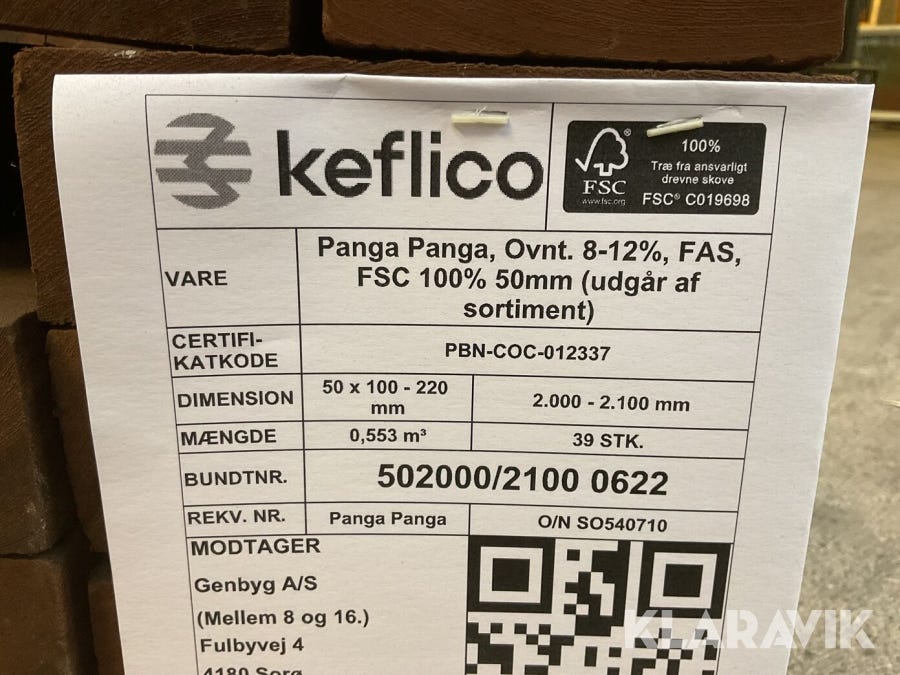 keflico
FSC®
www.fsc.org
100%
Træ fra ansvarligt
drevne skove
FSC® C019698
VARE
Panga Panga, Ovnt. 8-12%, FAS,
FSC 100% 50mm (udgår af
sortiment)
CERTIFI-
KATKODE
PBN-COC-012337
DIMENSION
50 x 100 - 220
mm
2.000 - 2.100 mm
MÆNGDE
0,553 m³
39 STK.
BUNDTNR.
502000/2100 0622
REKV. NR.
Panga Panga
O/N SO540710
MODTAGER
Genbyg A/S
(Mellem 8 og 16.)
Fulbyvej 4
4180 Sorø
KLARAVIK